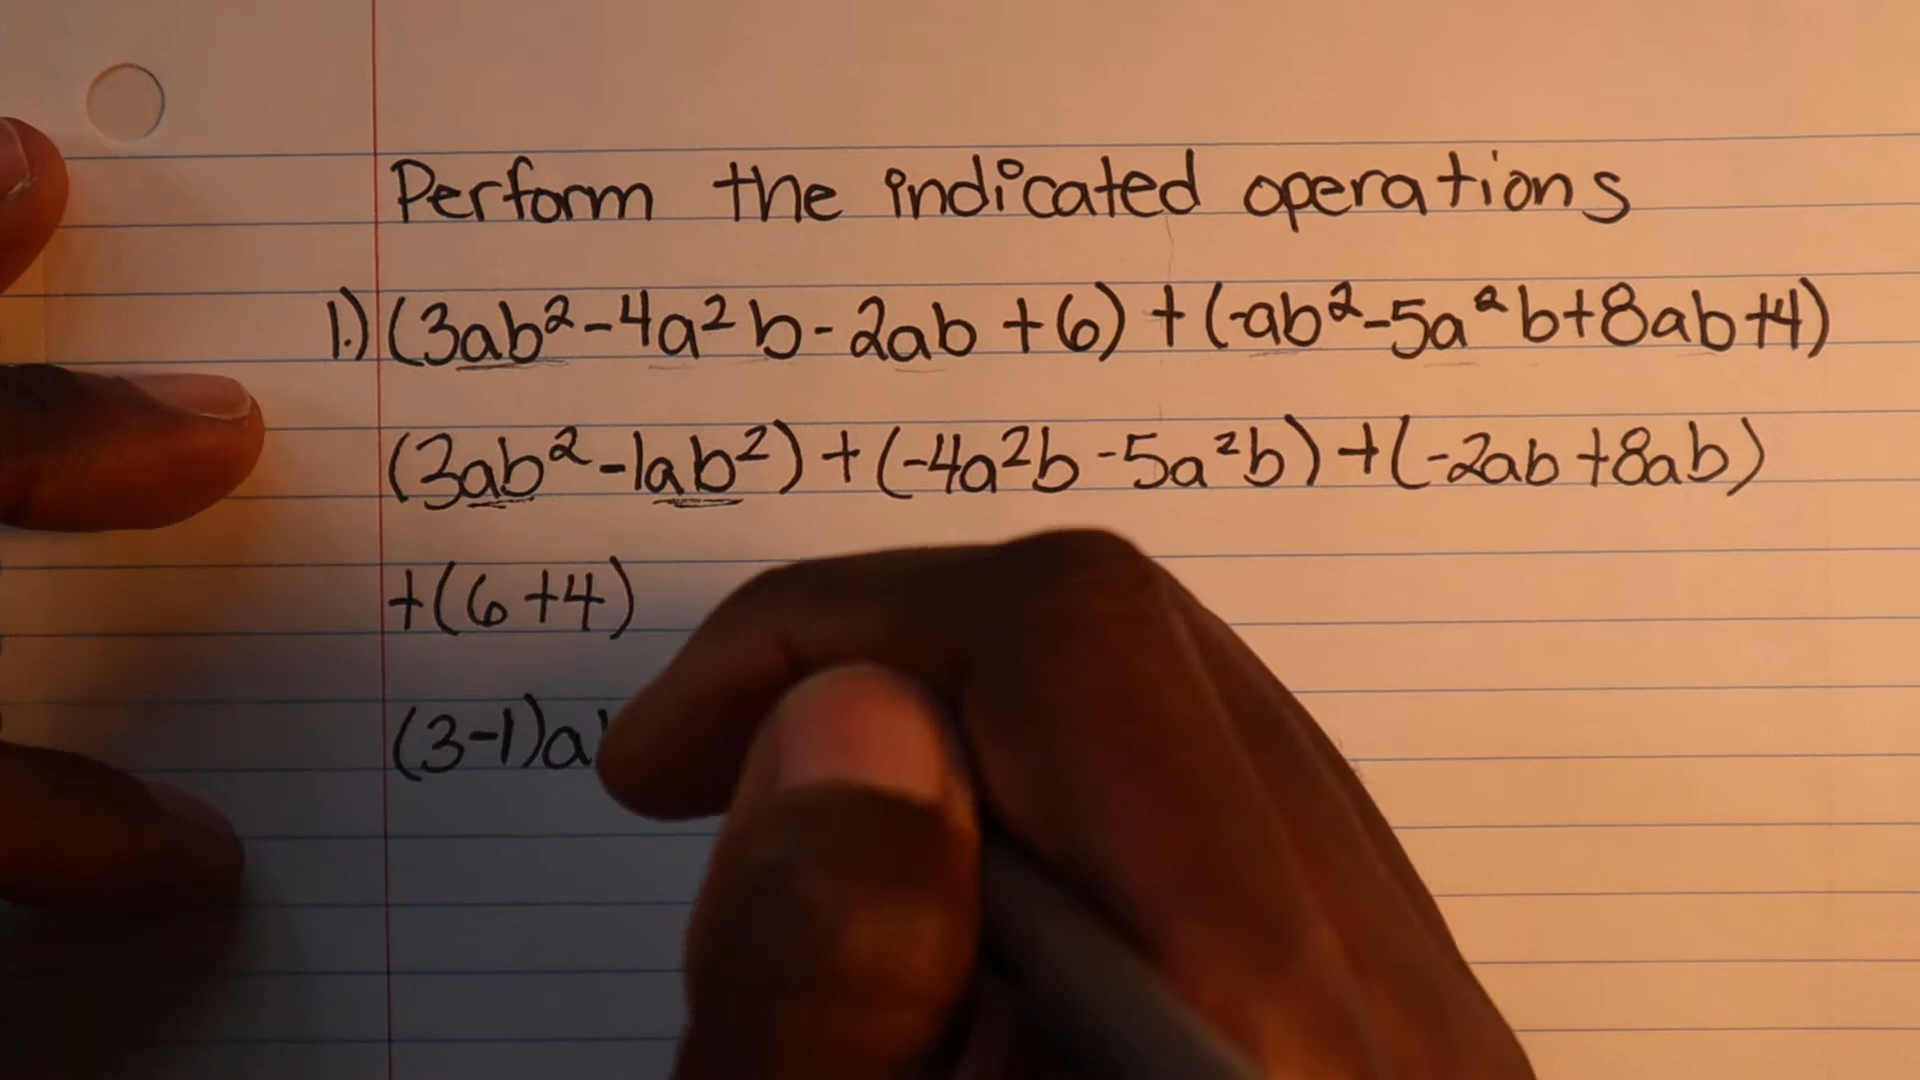 Perform the indicated operations
1.) (3ab²-4a²b-2ab+6)+(-ab²-5a²b+8ab+4)
(3ab²-1ab²)+(-4a²b-5a²b)+(-2ab+8ab)
+(6+4)
(3-1)a